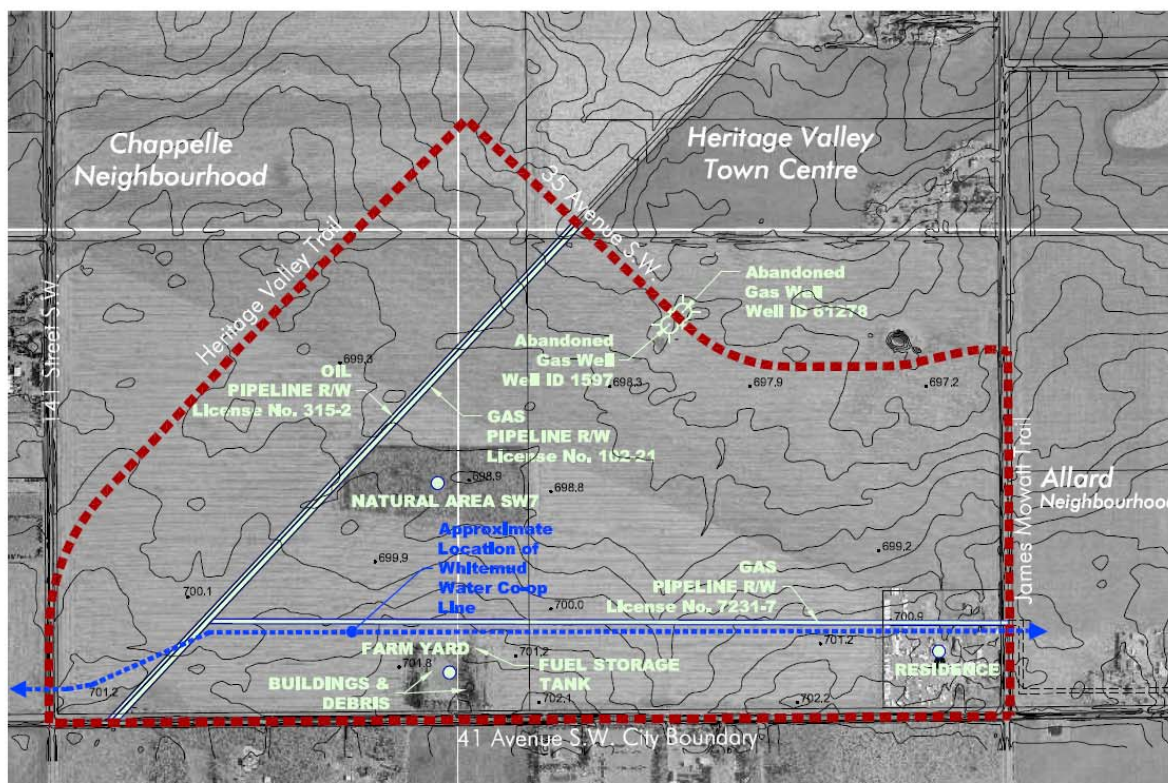 Chappelle
Neighbourhood
Heritage Valley
Town Centre
35 Avenue S.W.
Heritage Valley Trail
141 Street S.W.
Abandoned
Gas Well
Well ID 61278
Abandoned
Gas Well
Well ID 1597
699.3
698.3
697.9
697.2
OIL
PIPELINE R/W
License No. 315-2
GAS
PIPELINE R/W
License No. 162-21
James Mowatt Trail
Allard
Neighbourhood
698.9
698.8
NATURAL AREA SW7
Approximate
Location of
Whitemud
Water Co-op
Line
699.9
699.2
700.1
700.0
GAS
PIPELINE R/W
License No. 7231-7
700.9
701.2
701.2
FARM YARD
701.8
FUEL STORAGE
TANK
RESIDENCE
BUILDINGS &
DEBRIS
701.2
702.1
702.2
41 Avenue S.W. City Boundary